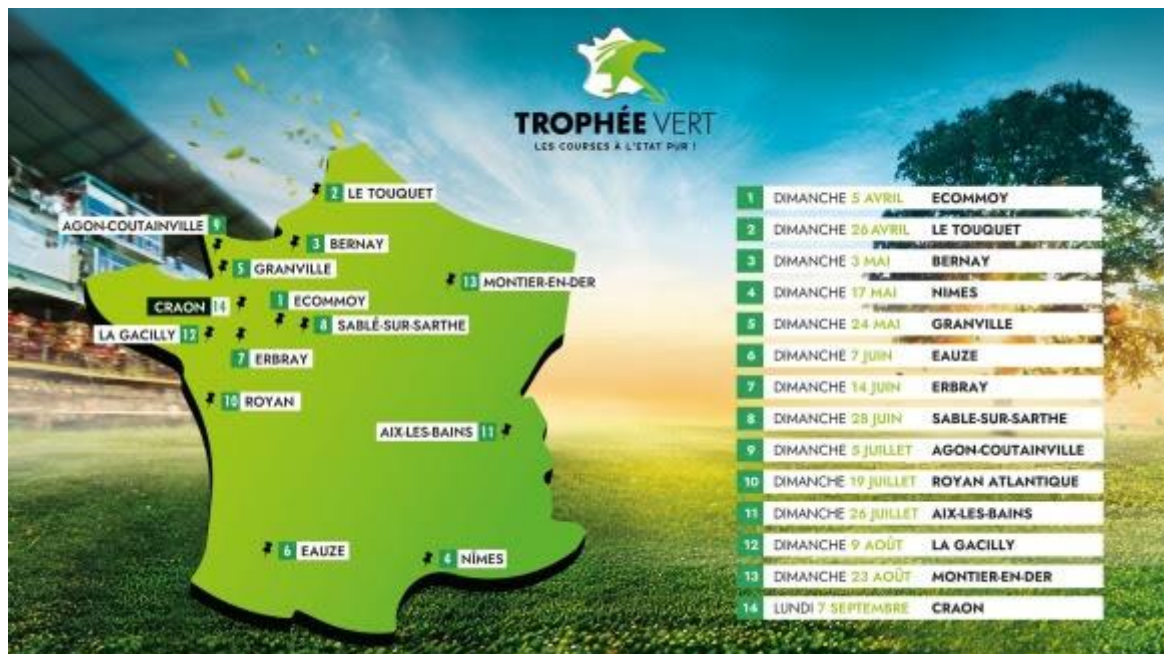 TROPHÉE VERT
LES COURSES À L'ETAT PUR !
2 LE TOUQUET
AGON-COUTAINVILLE 9
3 BERNAY
5 GRANVILLE
13 MONTIER-EN-DER
CRAON 14
1 ECOMMOY
LA GACILLY 12
8 SABLÉ-SUR-SARTHE
7 ERBRAY
10 ROYAN
AIX-LES-BAINS 11
6 EAUZE
4 NÎMES
1 DIMANCHE 5 AVRIL ECOMMOY
2 DIMANCHE 26 AVRIL LE TOUQUET
3 DIMANCHE 3 MAI BERNAY
4 DIMANCHE 17 MAI NIMES
5 DIMANCHE 24 MAI GRANVILLE
6 DIMANCHE 7 JUIN EAUZE
7 DIMANCHE 14 JUIN ERBRAY
8 DIMANCHE 28 JUIN SABLE-SUR-SARTHE
9 DIMANCHE 5 JUILLET AGON-COUTAINVILLE
10 DIMANCHE 19 JUILLET ROYAN ATLANTIQUE
11 DIMANCHE 26 JUILLET AIX-LES-BAINS
12 DIMANCHE 9 AOÛT LA GACILLY
13 DIMANCHE 23 AOÛT MONTIER-EN-DER
14 LUNDI 7 SEPTEMBRE CRAON